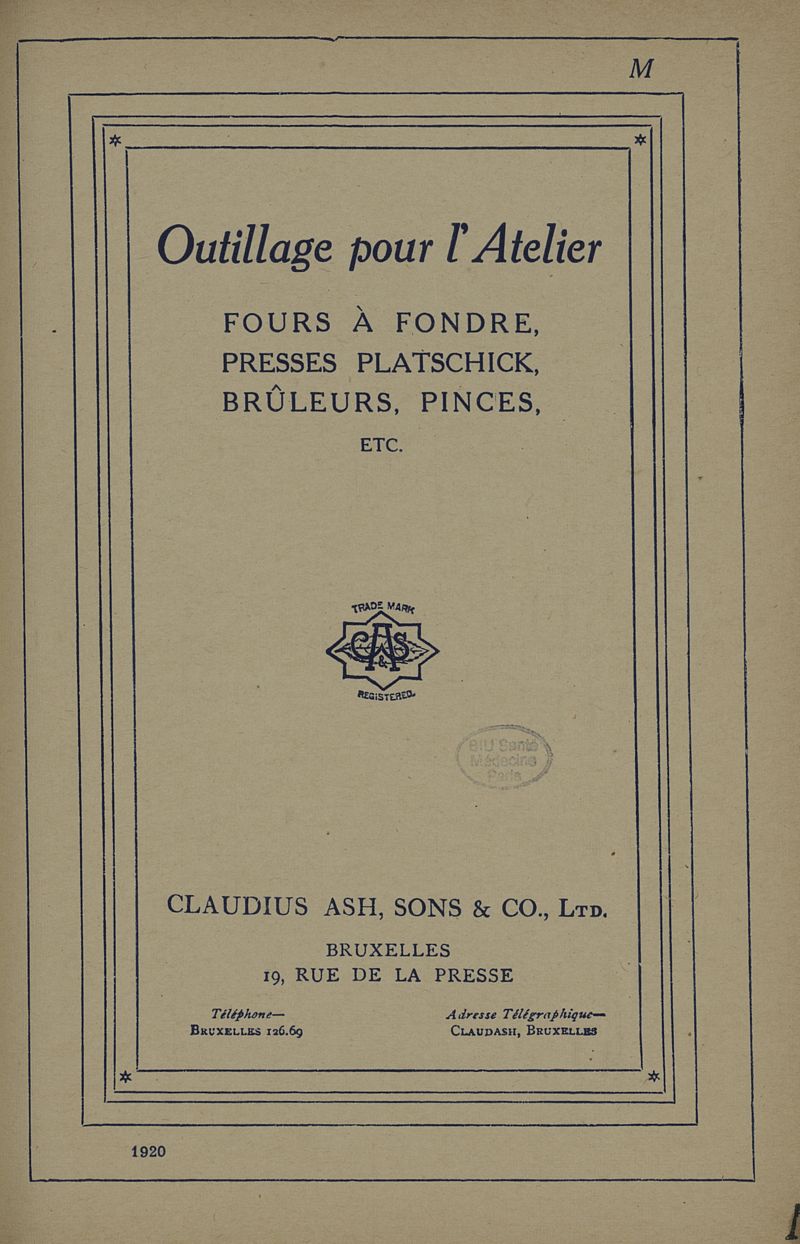 M
Outillage pour l'Atelier
FOURS À FONDRE,
PRESSES PLATSCHICK,
BRÛLEURS, PINCES,
ETC.
TRADE MARK
CA&S
REGISTERED.
BIU Santé
Médecine
Paris
CLAUDIUS ASH, SONS & CO., LTD.
BRUXELLES
19, RUE DE LA PRESSE
Téléphone— Adresse Télégraphique—
BRUXELLES 126.69 CLAUDASH, BRUXELLES
1920